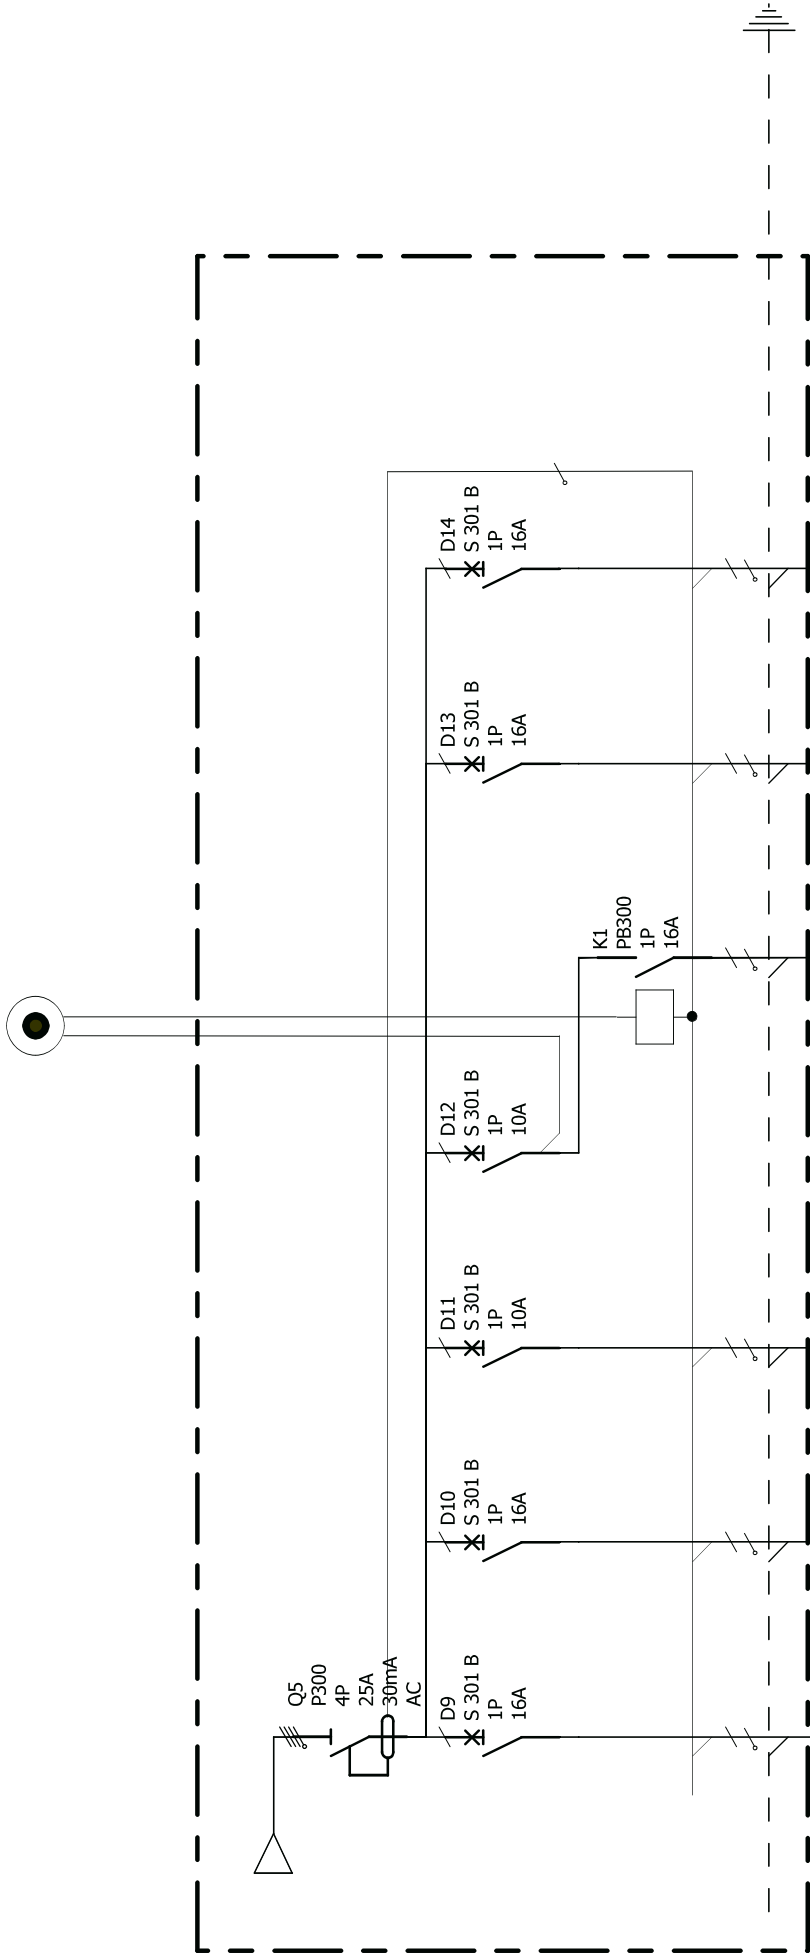 Q5
P300
4P
25A
30mA
AC
D9
S 301 B
1P
16A
D10
S 301 B
1P
16A
D11
S 301 B
1P
10A
D12
S 301 B
1P
10A
K1
PB300
1P
16A
D13
S 301 B
1P
16A
D14
S 301 B
1P
16A